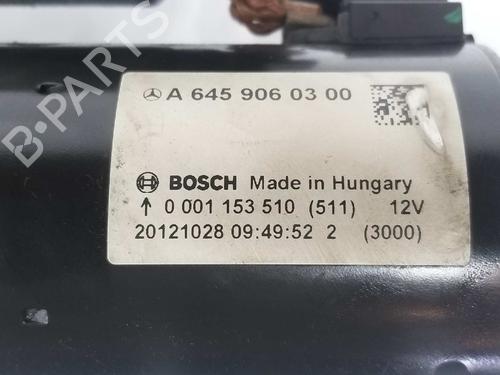 A 645 906 03 00
BOSCH Made in Hungary
↑ 0 001 153 510 (511) 12V
20121028 09:49:52 2 (3000)
B-PARTS